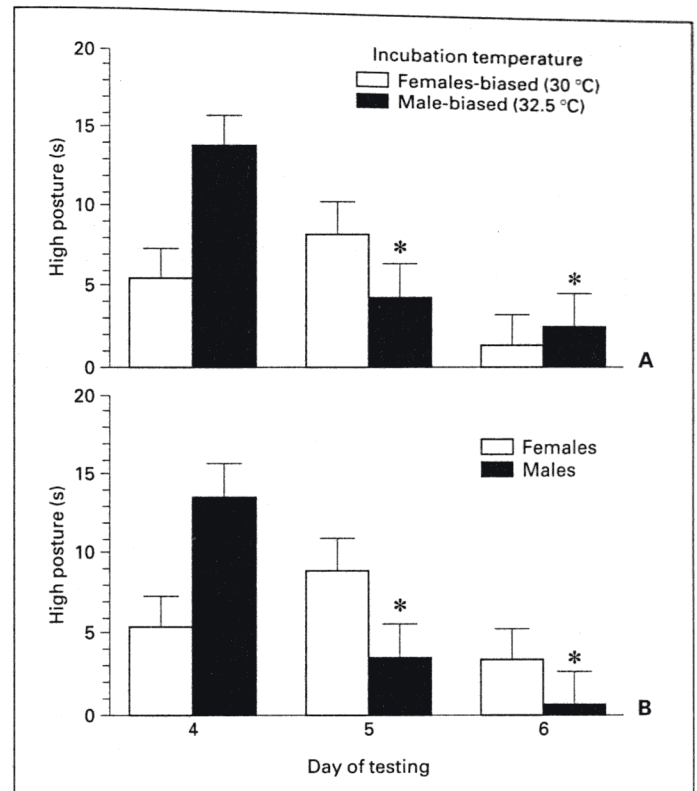 20
15
10
5
0
High posture (s)
Incubation temperature
Females-biased (30 °C)
Male-biased (32.5 °C)
*
*
A
20
15
10
5
0
High posture (s)
Females
Males
*
*
B
4 5 6
Day of testing